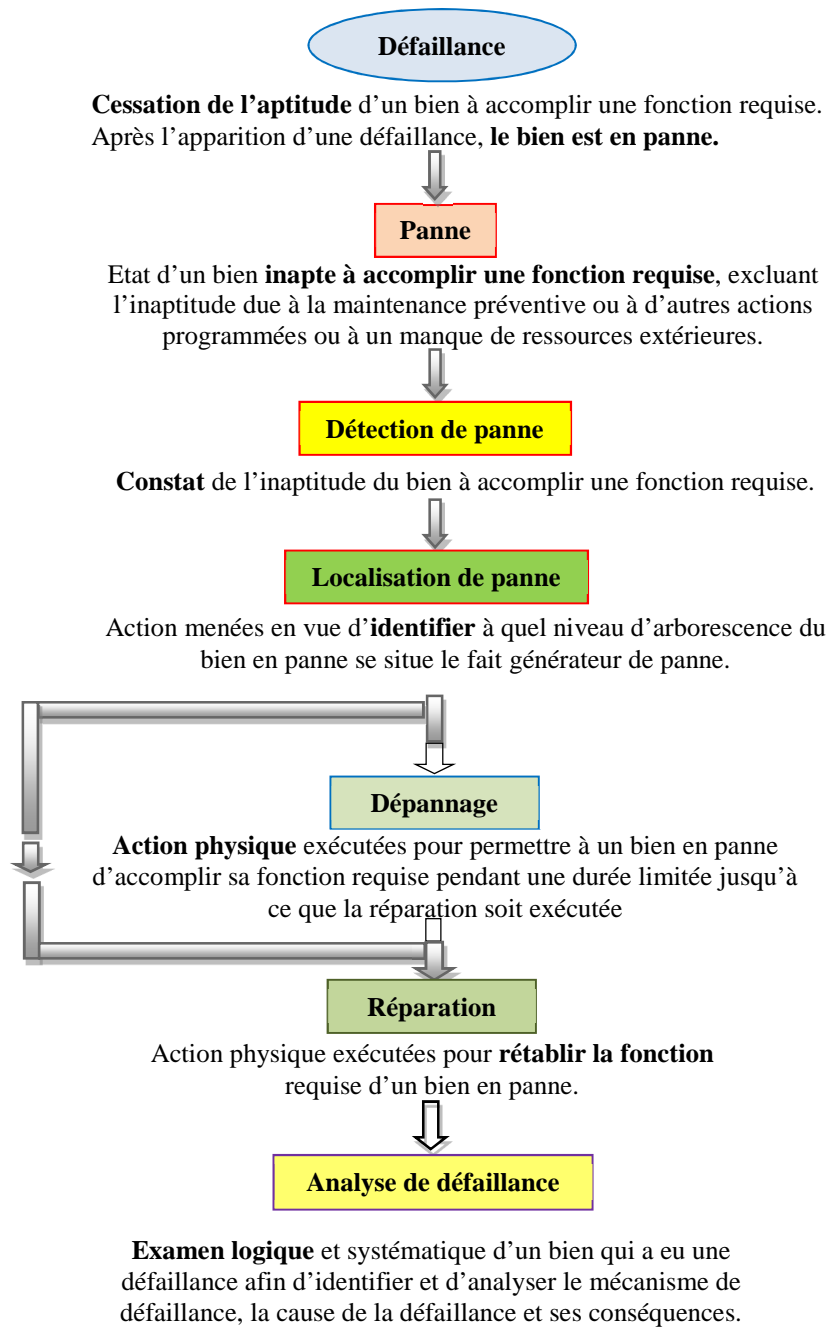 Défaillance
Cessation de l’aptitude d’un bien à accomplir une fonction requise.
Après l’apparition d’une défaillance, le bien est en panne.
Panne
Etat d’un bien inapte à accomplir une fonction requise, excluant
l’inaptitude due à la maintenance préventive ou à d’autres actions
programmées ou à un manque de ressources extérieures.
Détection de panne
Constat de l’inaptitude du bien à accomplir une fonction requise.
Localisation de panne
Action menées en vue d’identifier à quel niveau d’arborescence du
bien en panne se situe le fait générateur de panne.
Dépannage
Action physique exécutées pour permettre à un bien en panne
d’accomplir sa fonction requise pendant une durée limitée jusqu’à
ce que la réparation soit exécutée
Réparation
Action physique exécutées pour rétablir la fonction
requise d’un bien en panne.
Analyse de défaillance
Examen logique et systématique d’un bien qui a eu une
défaillance afin d’identifier et d’analyser le mécanisme de
défaillance, la cause de la défaillance et ses conséquences.